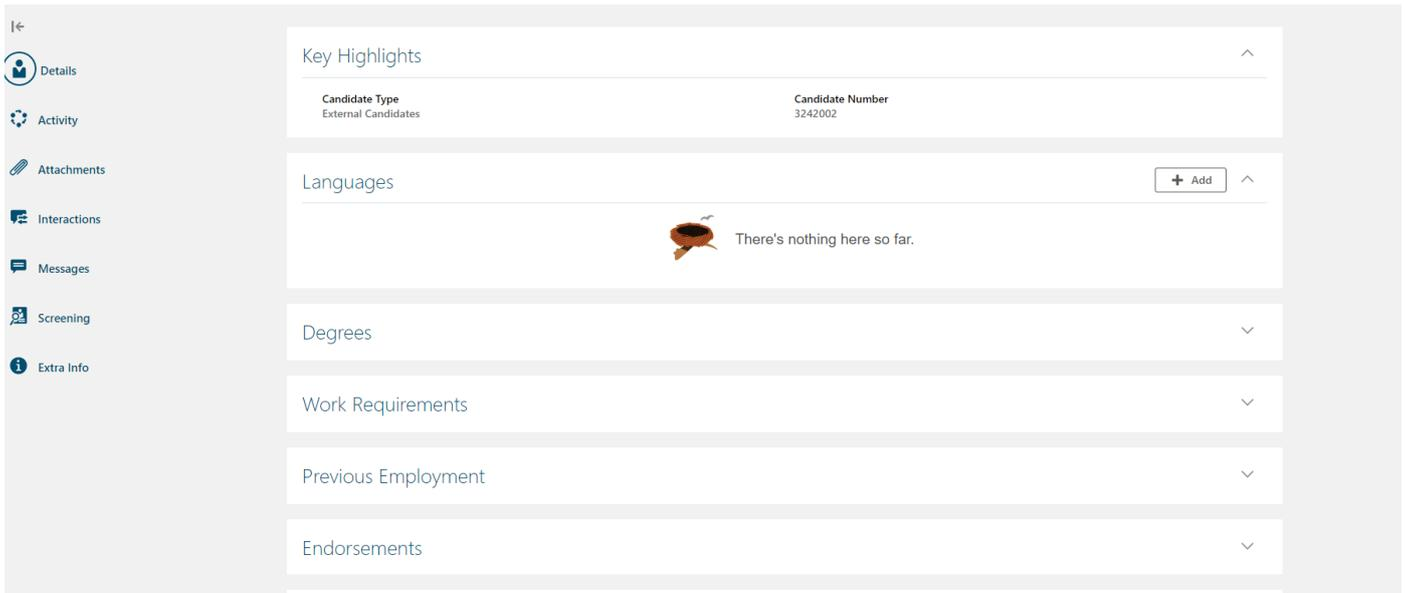 Details
Activity
Attachments
Interactions
Messages
Screening
Extra Info
Key Highlights
Candidate Type
External Candidates
Candidate Number
3242002
Languages
Add
There's nothing here so far.
Degrees
Work Requirements
Previous Employment
Endorsements